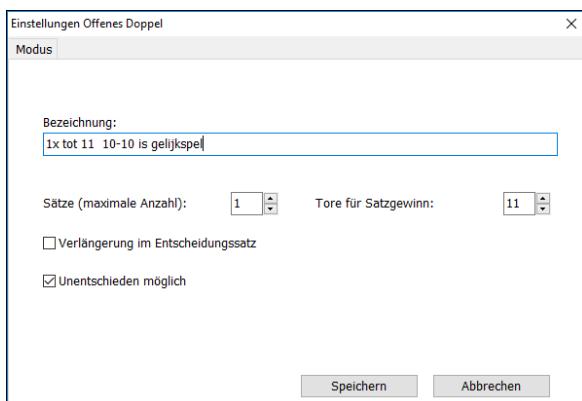 Einstellungen Offenes Doppel
Modus
Bezeichnung:
1x tot 11  10-10 is gelijkspel
Sätze (maximale Anzahl): 1 Tore für Satzgewinn: 11
Verlängerung im Entscheidungssatz
Unentschieden möglich
Speichern Abbrechen